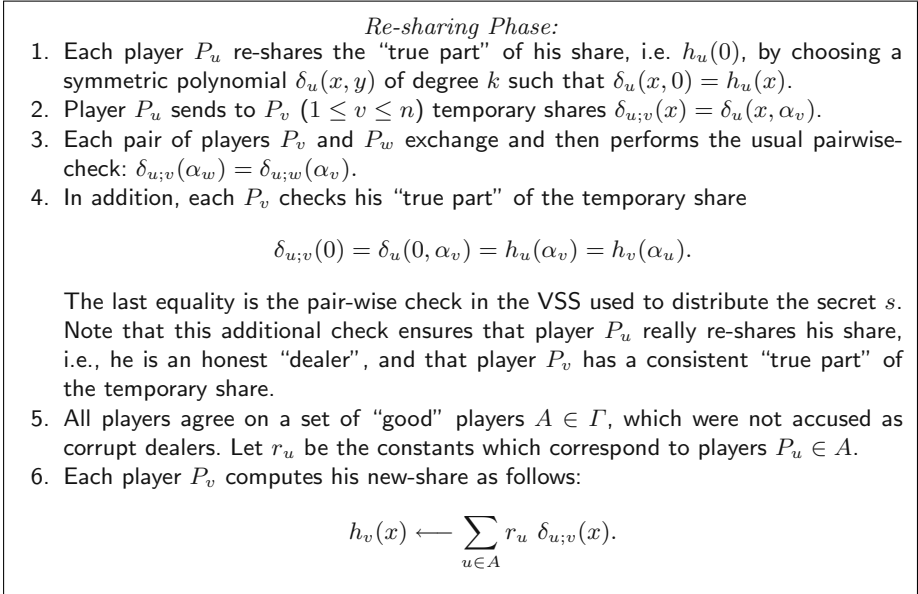 Re-sharing Phase:
1. Each player P_u re-shares the “true part” of his share, i.e. h_u(0), by choosing a
symmetric polynomial δ_u(x, y) of degree k such that δ_u(x, 0) = h_u(x).
2. Player P_u sends to P_v (1 ≤ v ≤ n) temporary shares δ_{u;v}(x) = δ_u(x, α_v).
3. Each pair of players P_v and P_w exchange and then performs the usual pairwise-
check: δ_{u;v}(α_w) = δ_{u;w}(α_v).
4. In addition, each P_v checks his “true part” of the temporary share
δ_{u;v}(0) = δ_u(0, α_v) = h_u(α_v) = h_v(α_u).
The last equality is the pair-wise check in the VSS used to distribute the secret s.
Note that this additional check ensures that player P_u really re-shares his share,
i.e., he is an honest “dealer”, and that player P_v has a consistent “true part” of
the temporary share.
5. All players agree on a set of “good” players A ∈ Γ, which were not accused as
corrupt dealers. Let r_u be the constants which correspond to players P_u ∈ A.
6. Each player P_v computes his new-share as follows:
h_v(x) ⟵ ∑_{u∈A} r_u δ_{u;v}(x).